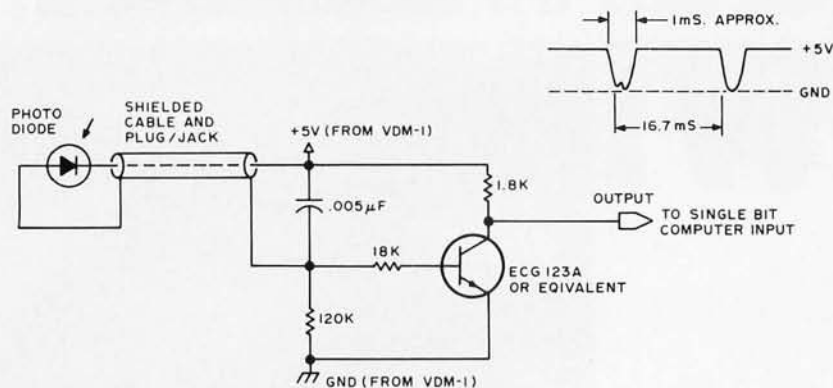 1mS. APPROX.
+5V
GND
16.7mS
PHOTO
DIODE
SHIELDED
CABLE AND
PLUG/JACK
+5V (FROM VDM-1)
.005µF
1.8K
OUTPUT
TO SINGLE BIT
COMPUTER INPUT
18K
ECG 123A
OR EQIVALENT
120K
GND (FROM VDM-1)